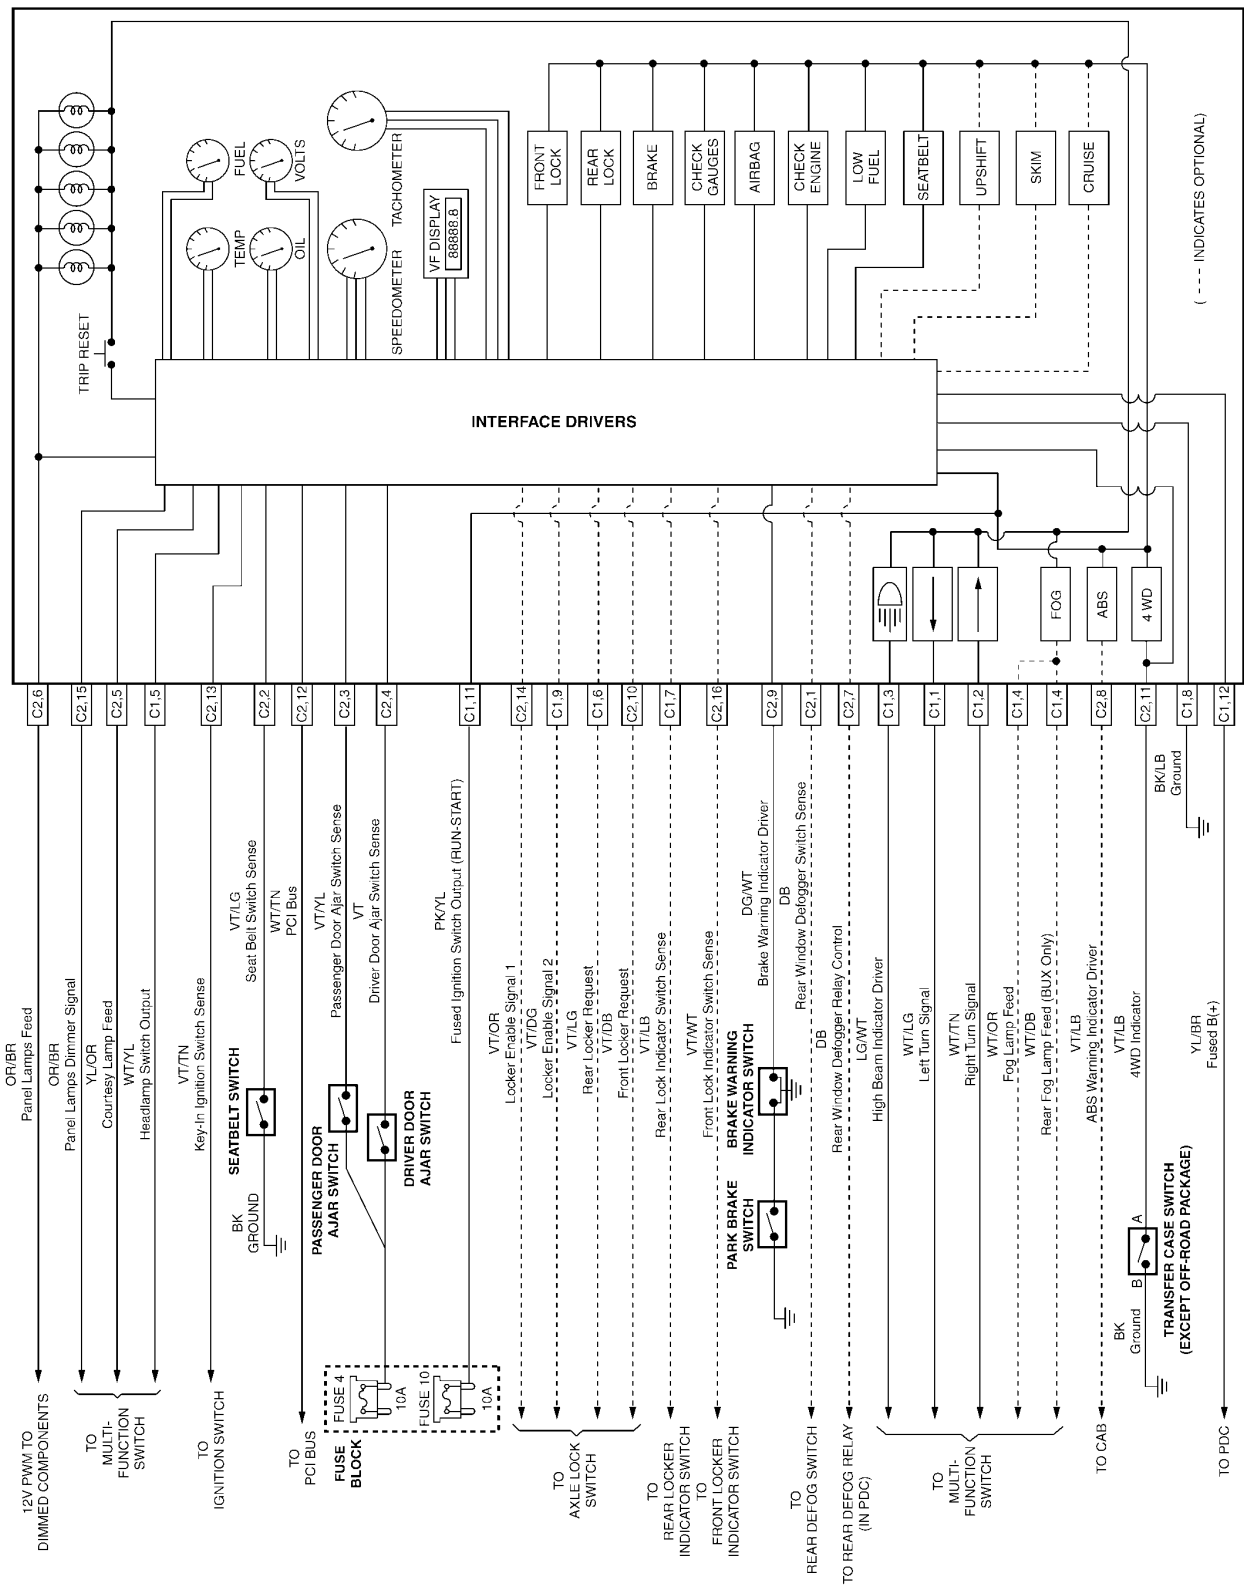 FUEL
VOLTS
TEMP
OIL
TACHOMETER
SPEEDOMETER
VF DISPLAY
88888.8
FRONT
LOCK
REAR
LOCK
BRAKE
CHECK
GAUGES
AIRBAG
CHECK
ENGINE
LOW
FUEL
SEATBELT
UPSHIFT
SKIM
CRUISE
( ---- INDICATES OPTIONAL)
TRIP RESET
INTERFACE DRIVERS
FOG
ABS
4 WD
C2,6
C2,15
C2,5
C1,5
C2,13
C2,2
C2,12
C2,3
C2,4
C1,11
C2,14
C1,9
C1,6
C2,10
C1,7
C2,16
C2,9
C2,1
C2,7
C1,3
C1,1
C1,2
C1,4
C1,4
C2,8
C2,11
C1,8
C1,12
OR/BR
Panel Lamps Feed
OR/BR
Panel Lamps Dimmer Signal
YL/OR
Courtesy Lamp Feed
WT/YL
Headlamp Switch Output
VT/TN
Key-In Ignition Switch Sense
VT/LG
Seat Belt Switch Sense
WT/TN
PCI Bus
VT/YL
Passenger Door Ajar Switch Sense
VT
Driver Door Ajar Switch Sense
PK/YL
Fused Ignition Switch Output (RUN-START)
VT/OR
Locker Enable Signal 1
VT/DG
Locker Enable Signal 2
VT/LG
Rear Locker Request
VT/DB
Front Locker Request
VT/LB
Rear Lock Indicator Switch Sense
VT/WT
Front Lock Indicator Switch Sense
DG/WT
Brake Warning Indicator Driver
DB
Rear Window Defogger Switch Sense
DB
Rear Window Defogger Relay Control
LG/WT
High Beam Indicator Driver
WT/LG
Left Turn Signal
WT/TN
Right Turn Signal
WT/OR
Fog Lamp Feed
WT/DB
Rear Fog Lamp Feed (BUX Only)
VT/LB
ABS Warning Indicator Driver
VT/LB
4WD Indicator
BK/LB
Ground
YL/BR
Fused B(+)
SEATBELT SWITCH
BK
GROUND
PASSENGER DOOR
AJAR SWITCH
DRIVER DOOR
AJAR SWITCH
BRAKE WARNING
INDICATOR SWITCH
PARK BRAKE
SWITCH
A
B
BK
Ground
TRANSFER CASE SWITCH
(EXCEPT OFF-ROAD PACKAGE)
FUSE 4
10A
FUSE 10
10A
FUSE
BLOCK
12V PWM TO
DIMMED COMPONENTS
TO
MULTI-
FUNCTION
SWITCH
TO
IGNITION SWITCH
TO
PCI BUS
TO
AXLE LOCK
SWITCH
TO
REAR LOCKER
INDICATOR SWITCH
TO
FRONT LOCKER
INDICATOR SWITCH
TO
REAR DEFOG SWITCH
TO REAR DEFOG RELAY
(IN PDC)
TO
MULTI-
FUNCTION
SWITCH
TO CAB
TO PDC